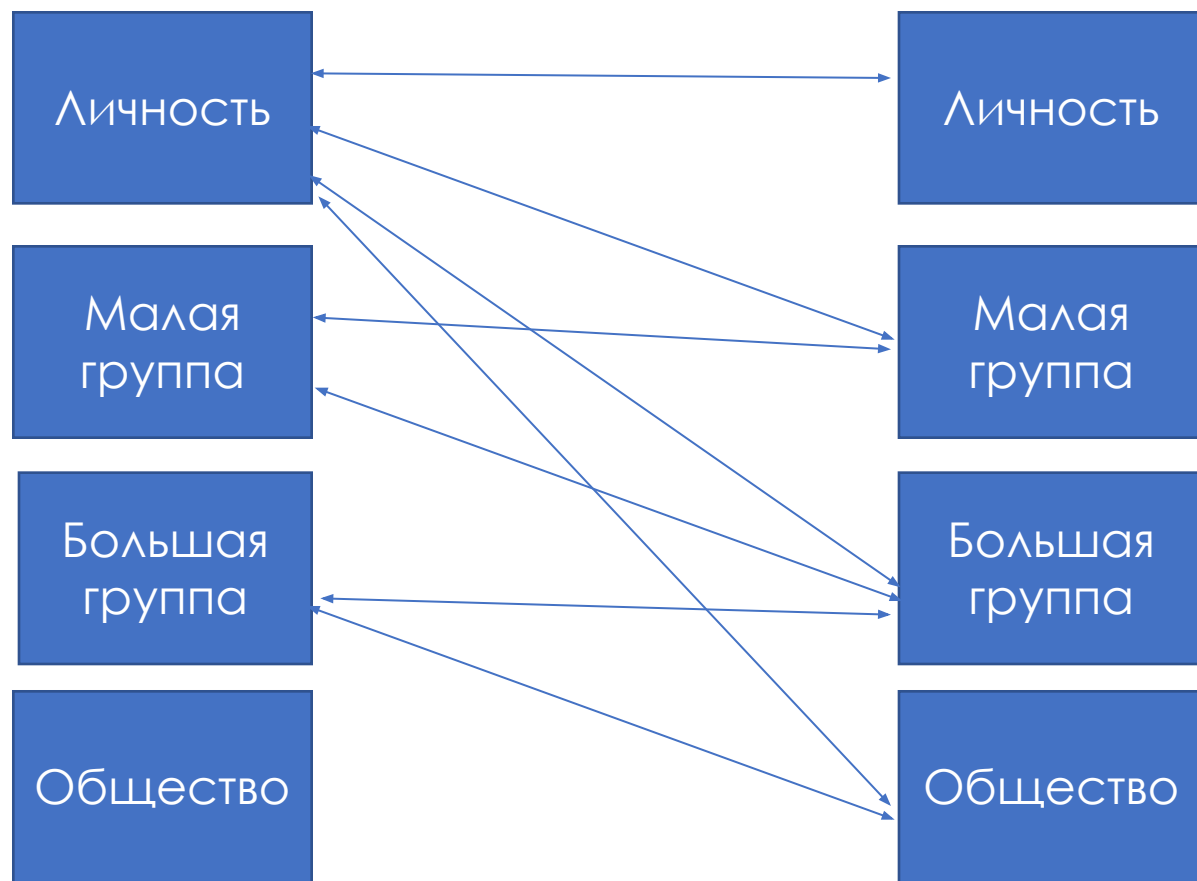 Личность
Личность
Малая
группа
Малая
группа
Большая
группа
Большая
группа
Общество
Общество